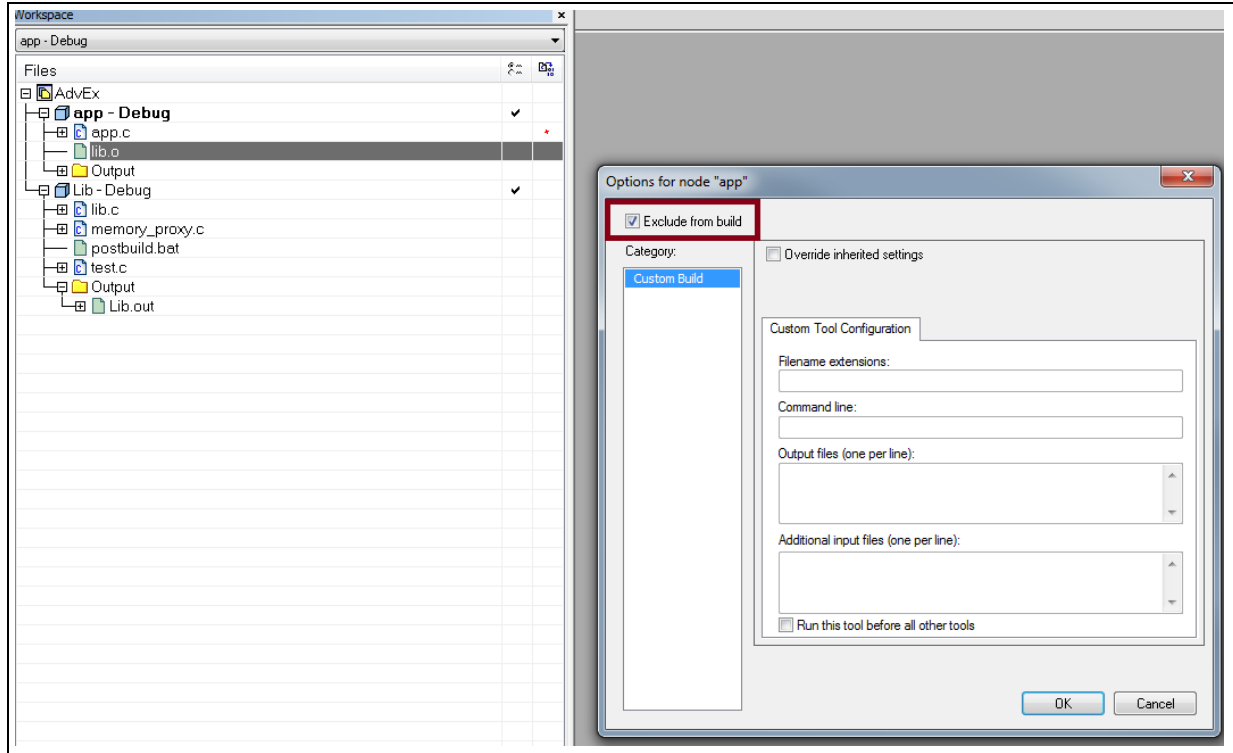 Workspace
app - Debug
Files
AdvEx
app - Debug
app.c
lib.o
Output
Lib - Debug
lib.c
memory_proxy.c
postbuild.bat
test.c
Output
Lib.out
Options for node "app"
Exclude from build
Category:
Custom Build
Override inherited settings
Custom Tool Configuration
Filename extensions:
Command line:
Output files (one per line):
Additional input files (one per line):
Run this tool before all other tools
OK Cancel